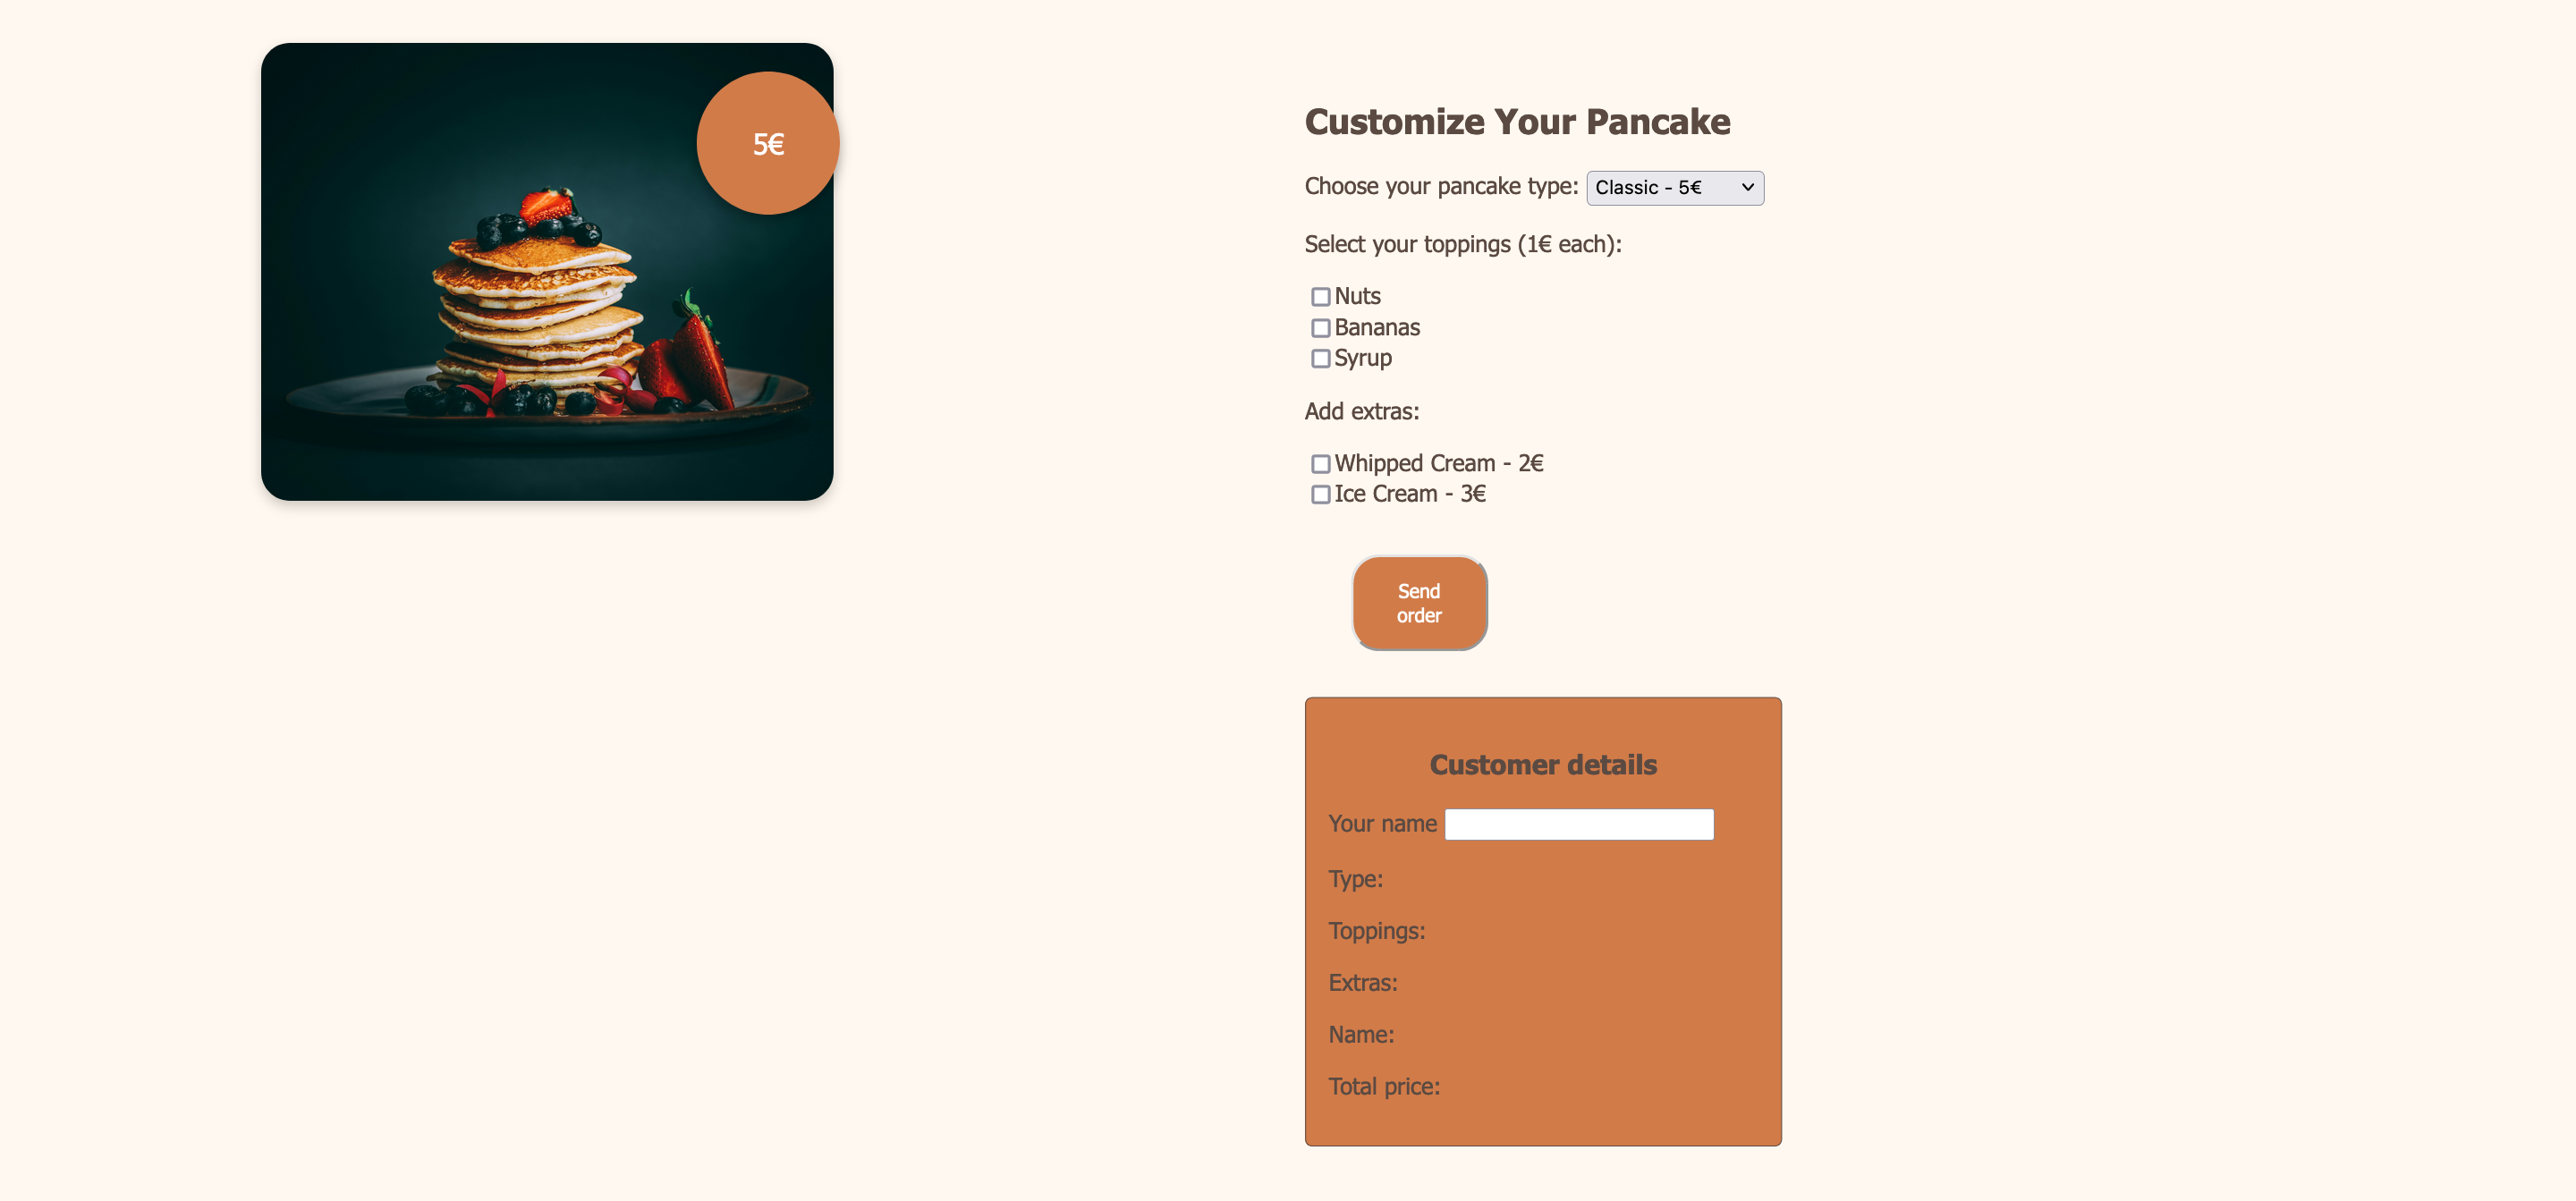 5€
Customize Your Pancake
Choose your pancake type: Classic - 5€
Select your toppings (1€ each):
Nuts
Bananas
Syrup
Add extras:
Whipped Cream - 2€
Ice Cream - 3€
Send
order
Customer details
Your name
Type:
Toppings:
Extras:
Name:
Total price: